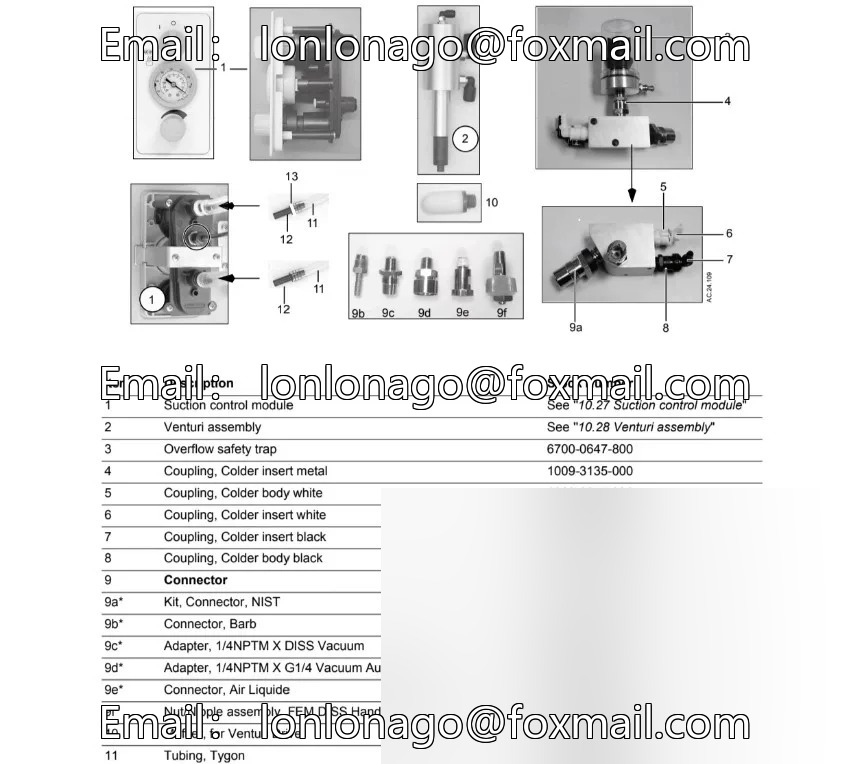 Email: lonlonago@foxmail.com
1
2
4
5
6
7
8
9a
10
13
12
11
12
11
1
9b 9c 9d 9e 9f
AC.24.109
Email: lonlonago@foxmail.com
Description
1 Suction control module See "10.27 Suction control module"
2 Venturi assembly See "10.28 Venturi assembly"
3 Overflow safety trap 6700-0647-800
4 Coupling, Colder insert metal 1009-3135-000
5 Coupling, Colder body white
6 Coupling, Colder insert white
7 Coupling, Colder insert black
8 Coupling, Colder body black
9 Connector
9a* Kit, Connector, NIST
9b* Connector, Barb
9c* Adapter, 1/4NPTM X DISS Vacuum
9d* Adapter, 1/4NPTM X G1/4 Vacuum Au
9e* Connector, Air Liquide
Email: lonlonago@foxmail.com
11 Tubing, Tygon